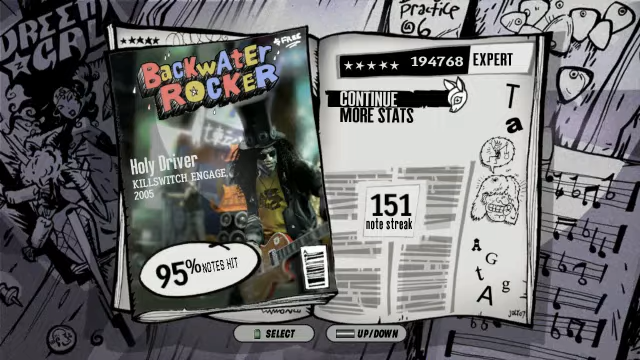 BACKWATER
ROCKER
FREE
Holy Driver
KILLSWITCH ENGAGE.
2005
95% NOTES HIT
Practice
194768 EXPERT
CONTINUE
MORE STATS
151
note streak
T
a
A
G
t
g
A
SELECT
UP/DOWN